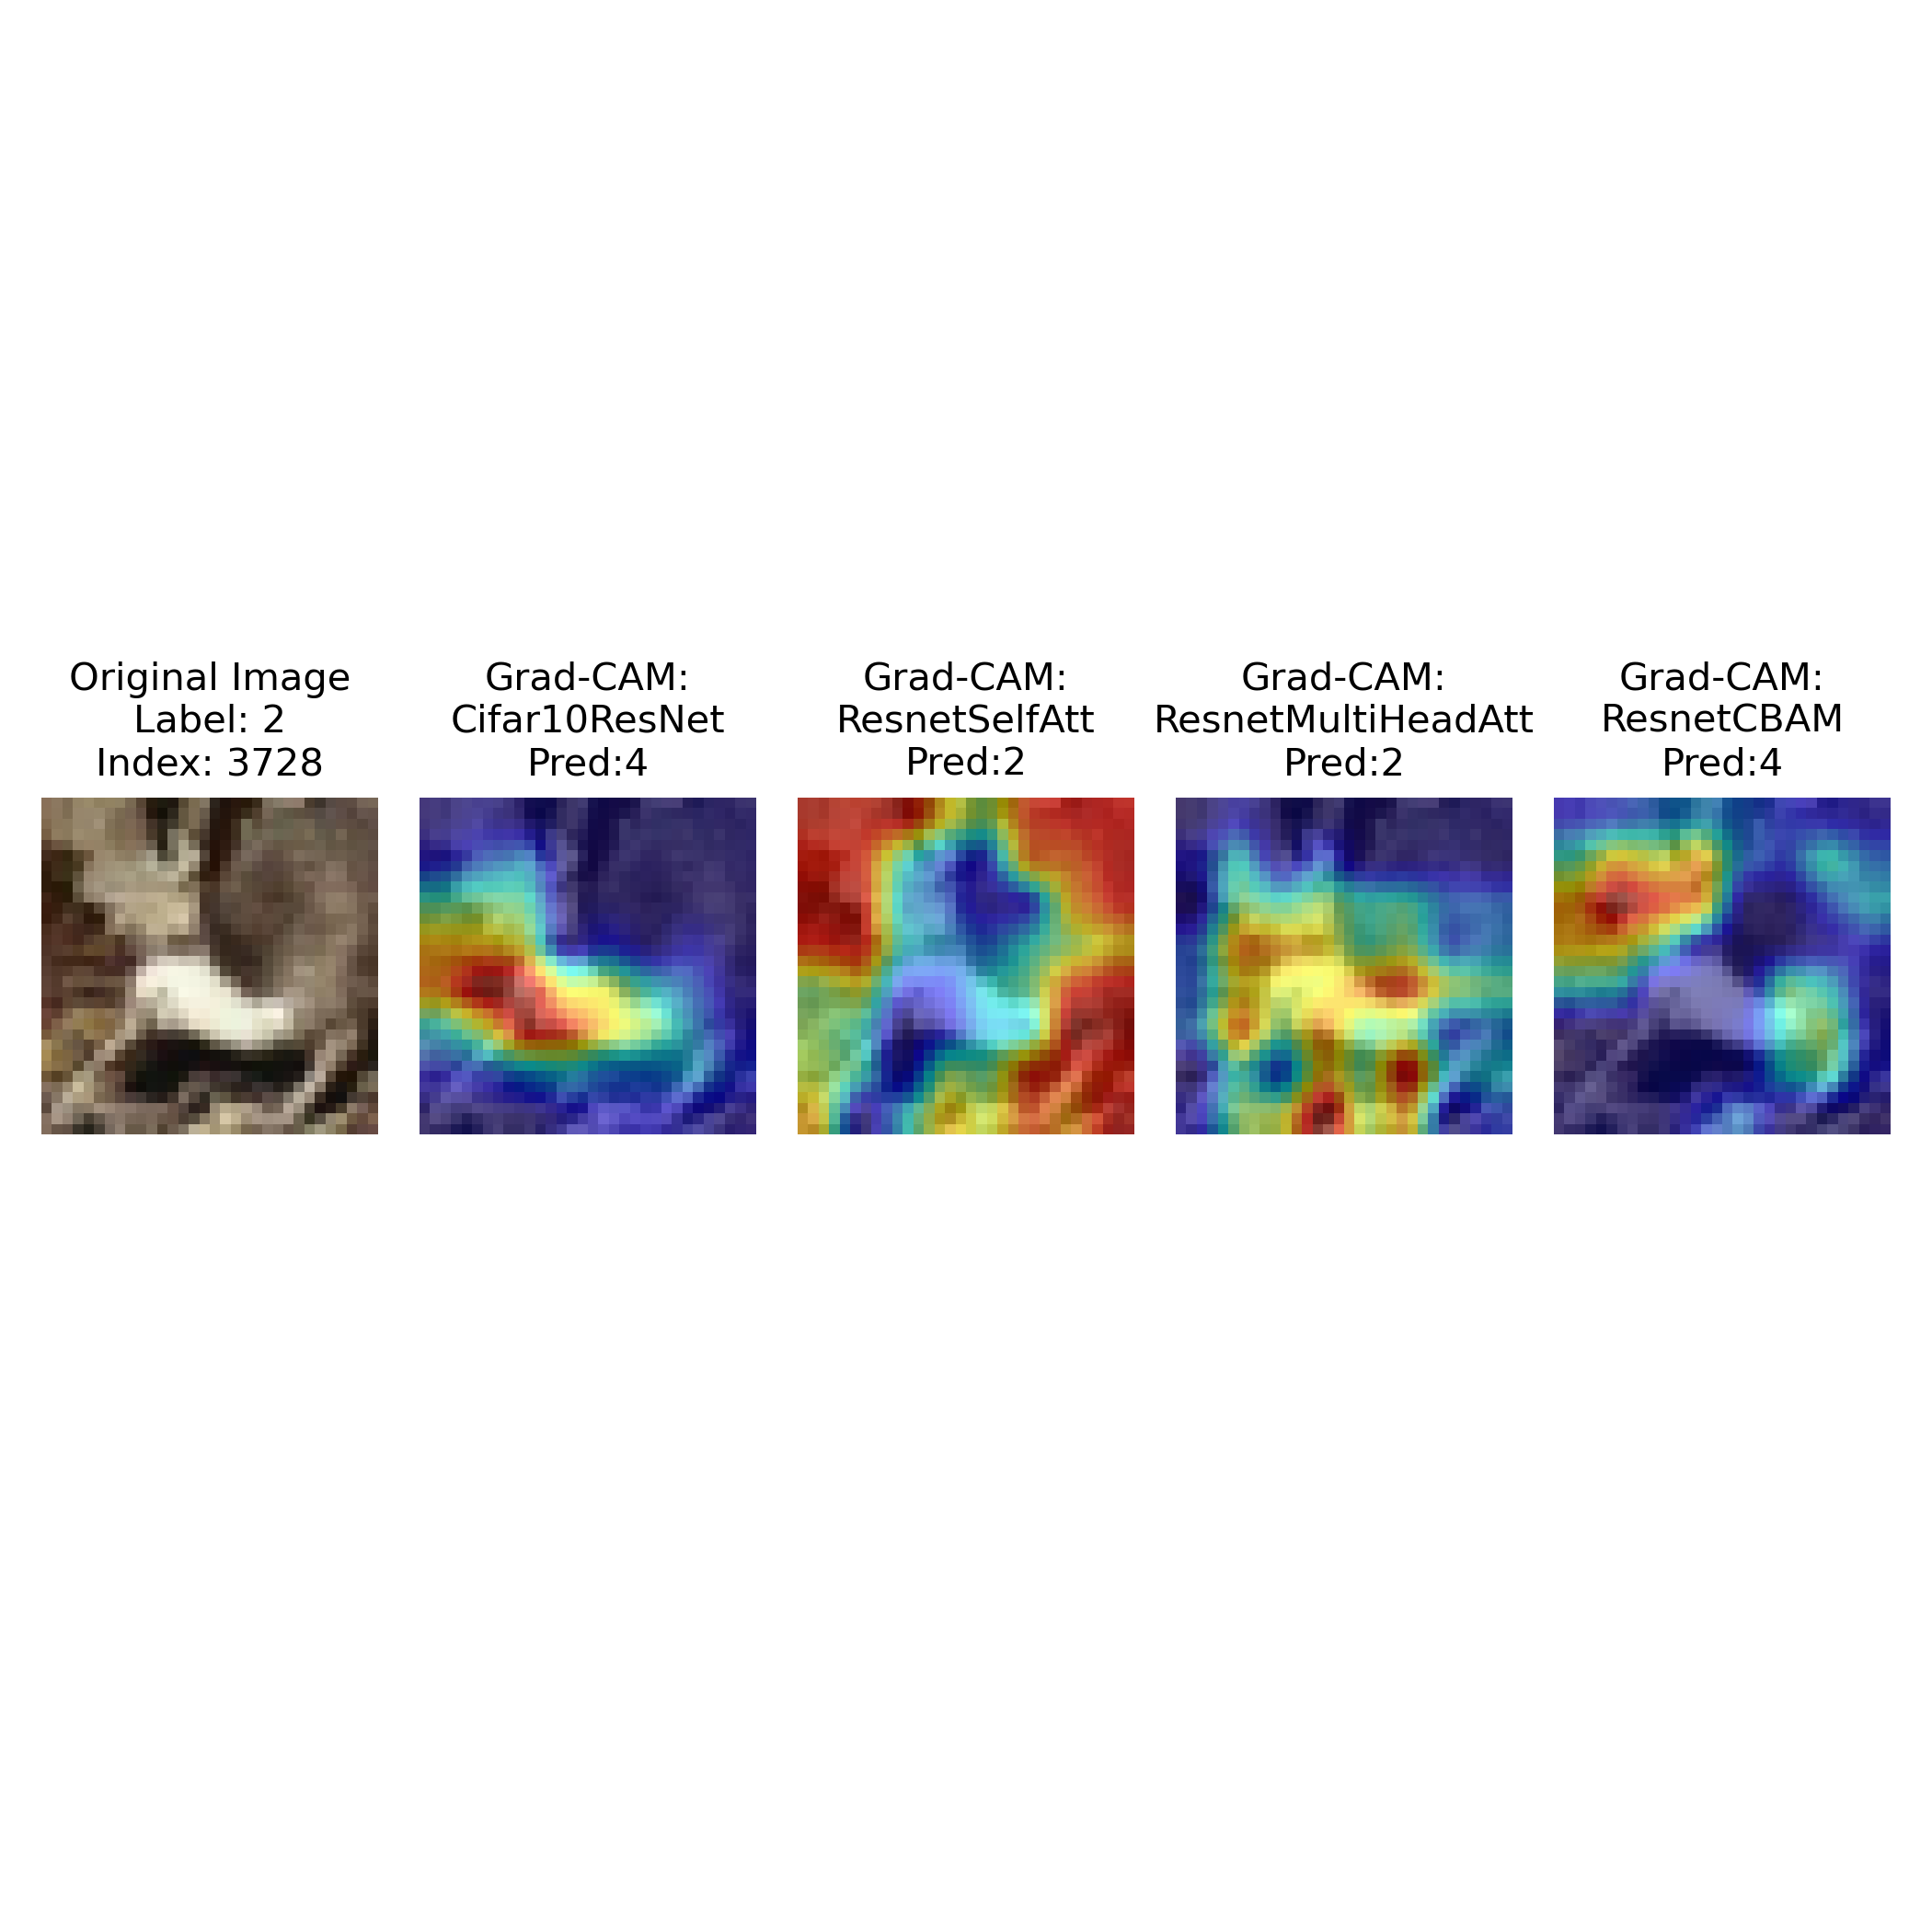 Original Image
Label: 2
Index: 3728
Grad-CAM:
Cifar10ResNet
Pred:4
Grad-CAM:
ResnetSelfAtt
Pred:2
Grad-CAM:
ResnetMultiHeadAtt
Pred:2
Grad-CAM:
ResnetCBAM
Pred:4